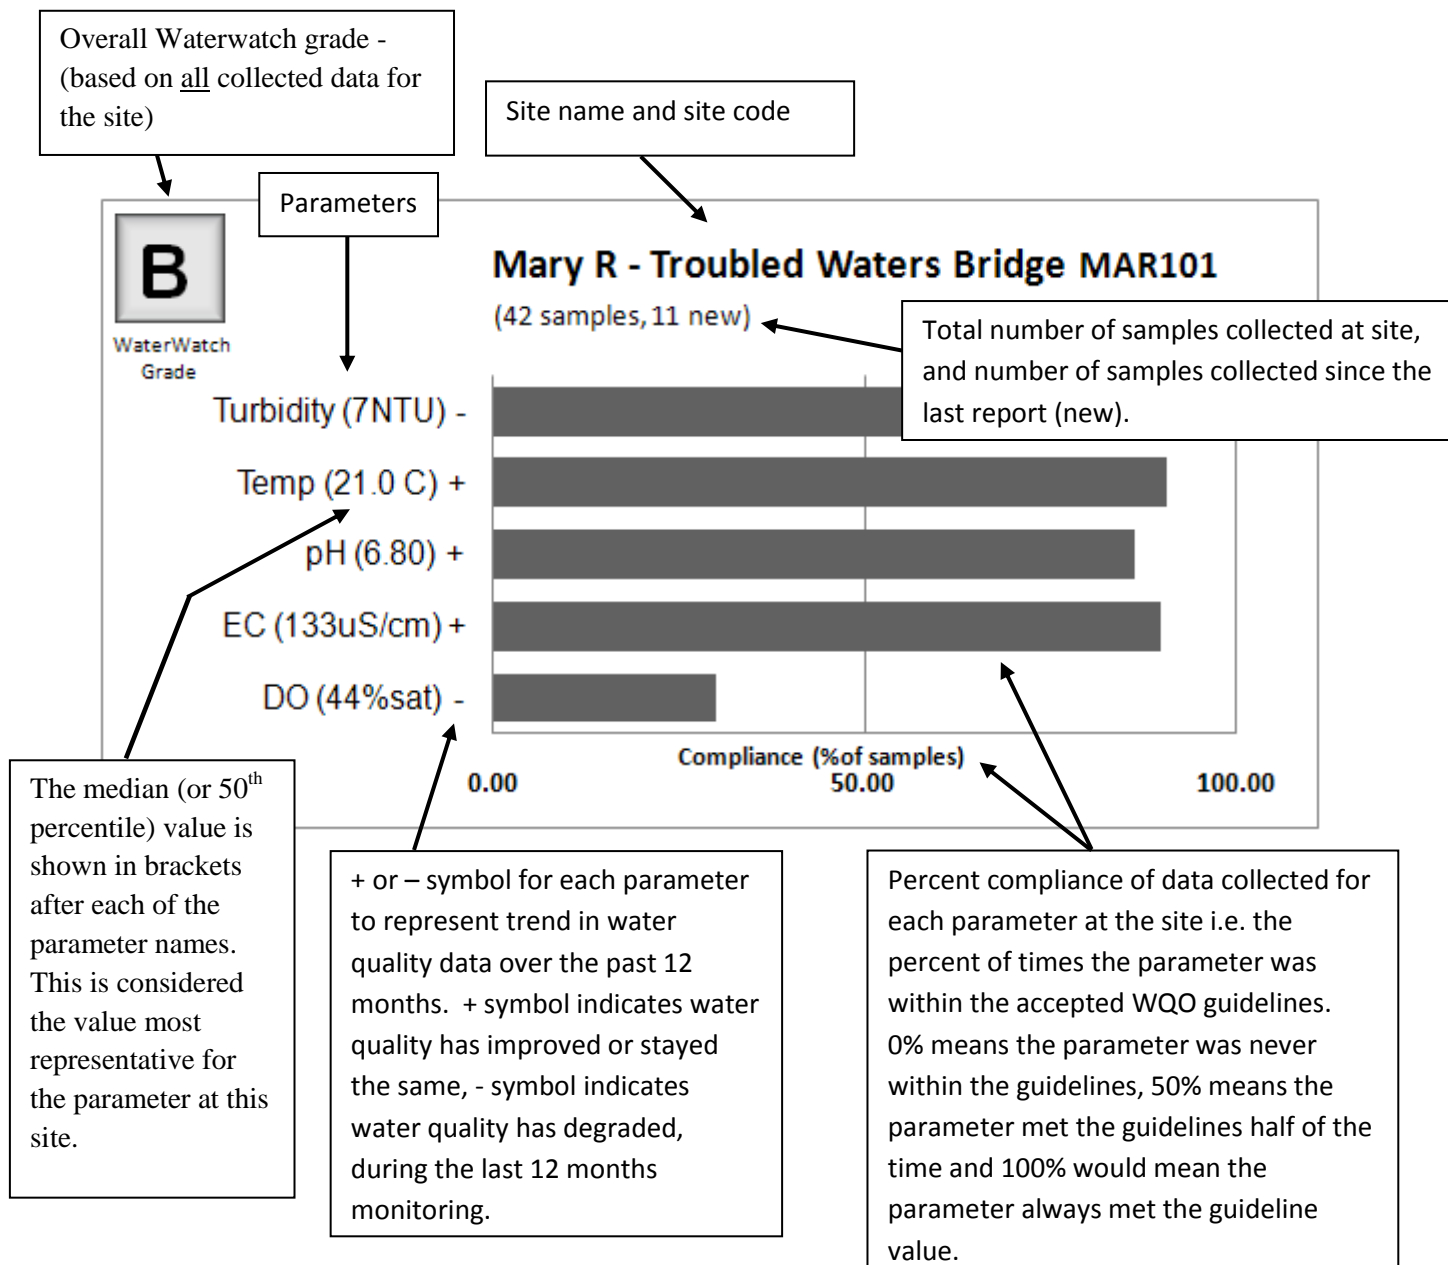 Overall Waterwatch grade -
(based on all collected data for
the site)
Site name and site code
Parameters
B
WaterWatch
Grade
Mary R - Troubled Waters Bridge MAR101
(42 samples, 11 new)
Total number of samples collected at site,
and number of samples collected since the
last report (new).
Turbidity (7NTU) -
Temp (21.0 C) +
pH (6.80) +
EC (133uS/cm) +
DO (44%sat) -
Compliance (%of samples)
0.00 50.00 100.00
The median (or 50th
percentile) value is
shown in brackets
after each of the
parameter names.
This is considered
the value most
representative for
the parameter at this
site.
+ or – symbol for each parameter
to represent trend in water
quality data over the past 12
months.  + symbol indicates water
quality has improved or stayed
the same, - symbol indicates
water quality has degraded,
during the last 12 months
monitoring.
Percent compliance of data collected for
each parameter at the site i.e. the
percent of times the parameter was
within the accepted WQO guidelines.
0% means the parameter was never
within the guidelines, 50% means the
parameter met the guidelines half of the
time and 100% would mean the
parameter always met the guideline
value.